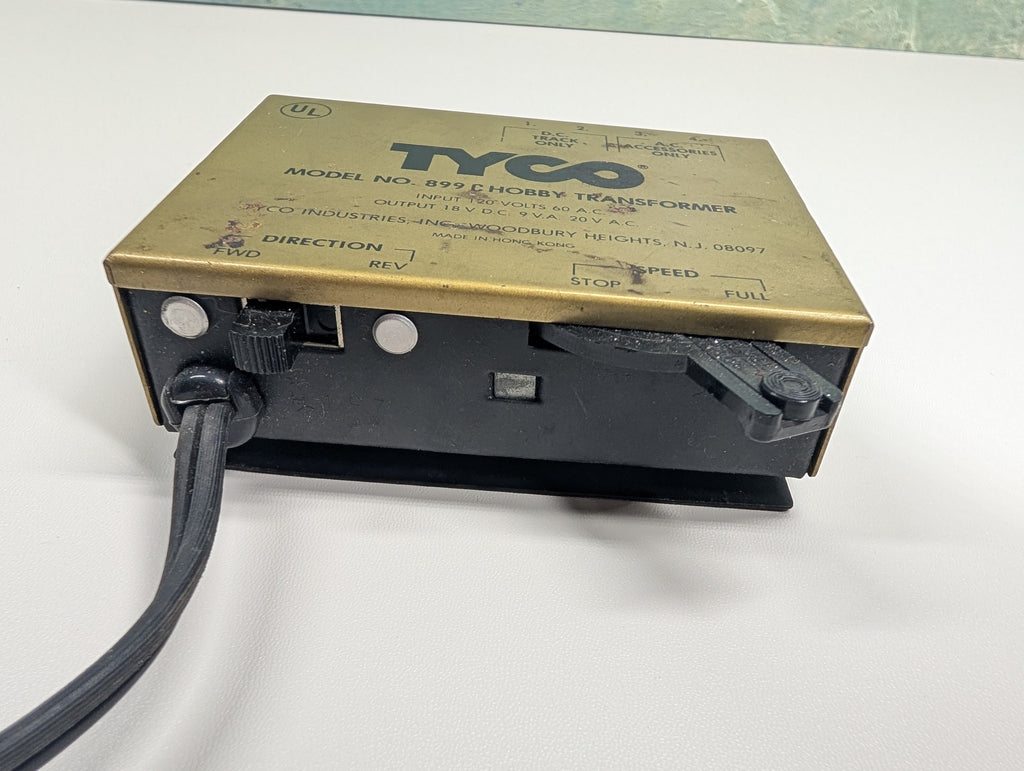 UL
1. 2. 3. 4.
D.C. TRACK ONLY
A.C. ACCESSORIES ONLY
TYCO®
MODEL NO. 899 C HOBBY TRANSFORMER
INPUT 120 VOLTS 60 A.C.
OUTPUT 18 V D.C. 9 V.A. 20 V A.C.
TYCO INDUSTRIES, INC. WOODBURY HEIGHTS, N.J. 08097
MADE IN HONG KONG
DIRECTION
FWD REV
SPEED
STOP FULL